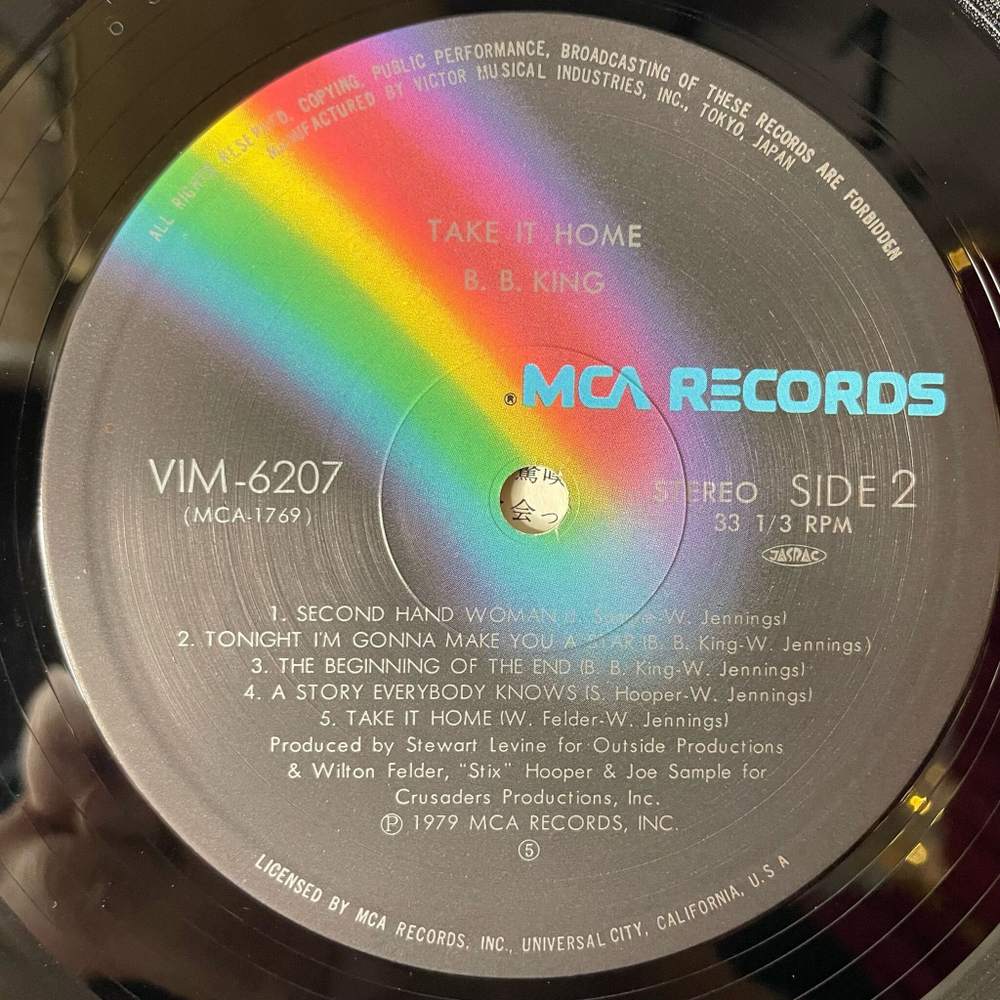 ALL RIGHTS RESERVED. COPYING, PUBLIC PERFORMANCE, BROADCASTING OF THESE RECORDS ARE FORBIDDEN
MANUFACTURED BY VICTOR MUSICAL INDUSTRIES, INC., TOKYO, JAPAN
TAKE IT HOME
B. B. KING
® MCA RECORDS
VIM-6207
(MCA-1769)
STEREO SIDE 2
33 1/3 RPM
JASRAC
会っ
1. SECOND HAND WOMAN (J. Sample-W. Jennings)
2. TONIGHT I'M GONNA MAKE YOU A STAR (B. B. King-W. Jennings)
3. THE BEGINNING OF THE END (B. B. King-W. Jennings)
4. A STORY EVERYBODY KNOWS (S. Hooper-W. Jennings)
5. TAKE IT HOME (W. Felder-W. Jennings)
Produced by Stewart Levine for Outside Productions
& Wilton Felder, "Stix" Hooper & Joe Sample for
Crusaders Productions, Inc.
Ⓟ 1979 MCA RECORDS, INC.
⑤
LICENSED BY MCA RECORDS, INC., UNIVERSAL CITY, CALIFORNIA, U.S A